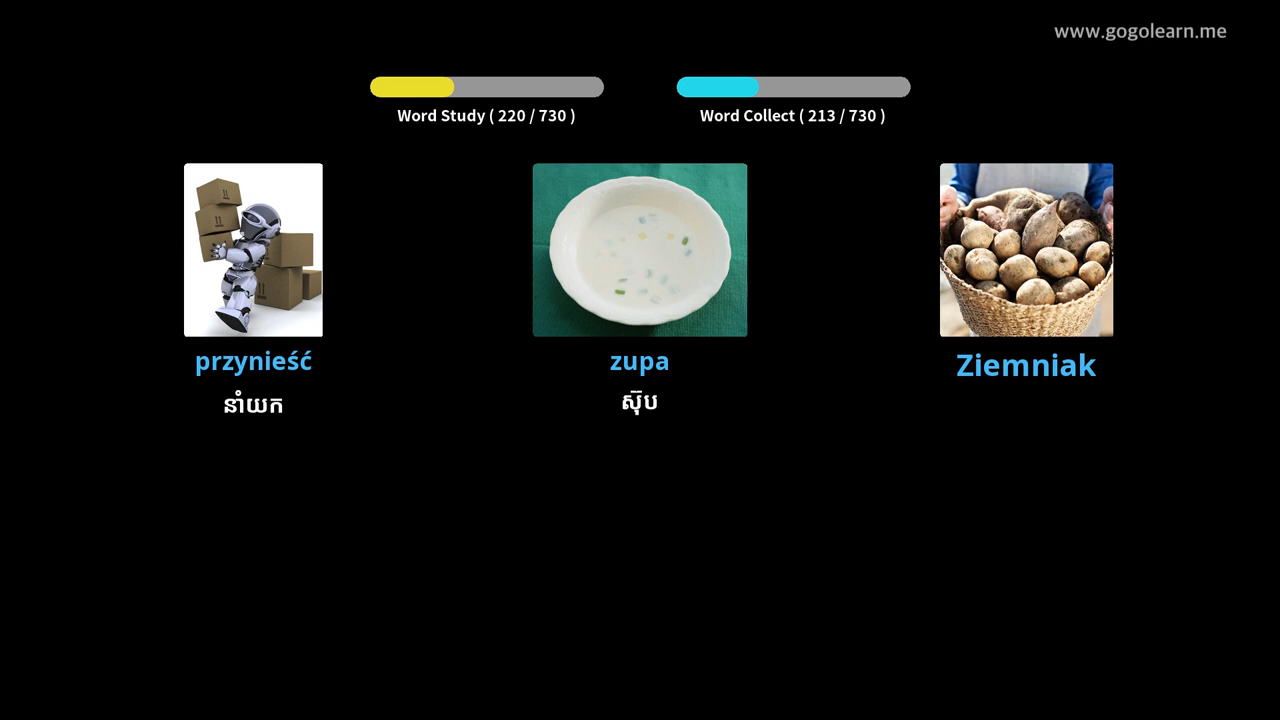 www.gogolearn.me
Word Study ( 220 / 730 )
Word Collect ( 213 / 730 )
przynieść
zupa
Ziemniak
នាំយក
ស៊ុប